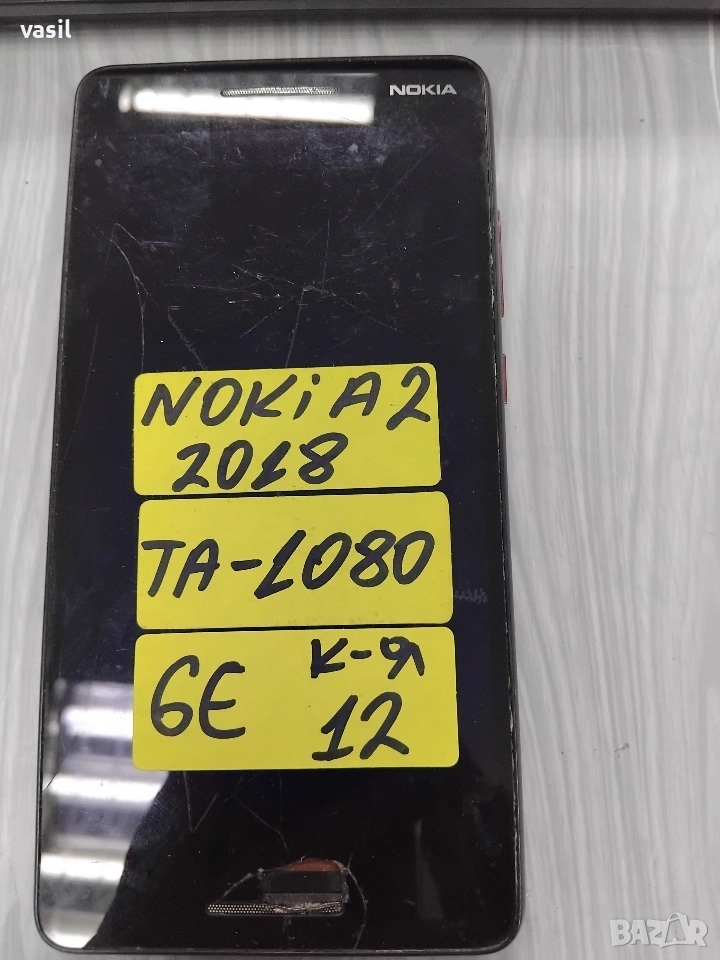 vasil
NOKIA
NOKiA 2
2018
TA-1080
6E к-я
12
BAZAR